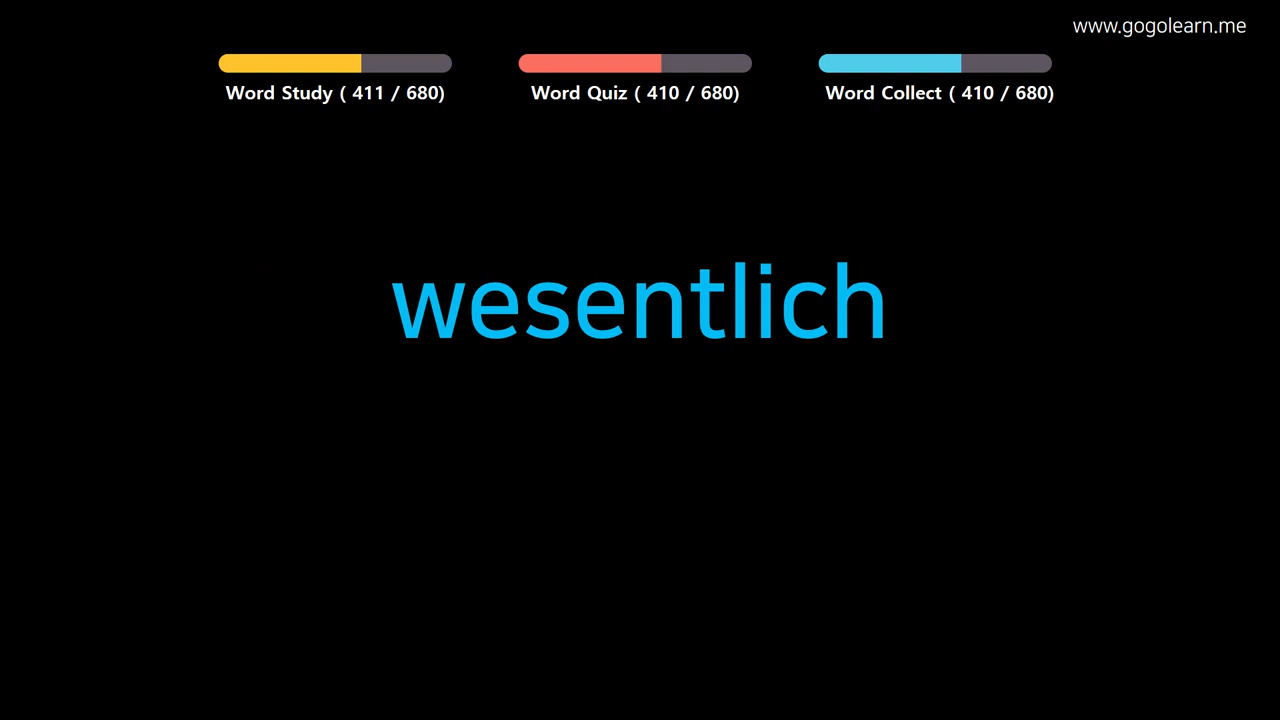 www.gogolearn.me
Word Study ( 411 / 680)
Word Quiz ( 410 / 680)
Word Collect ( 410 / 680)
wesentlich